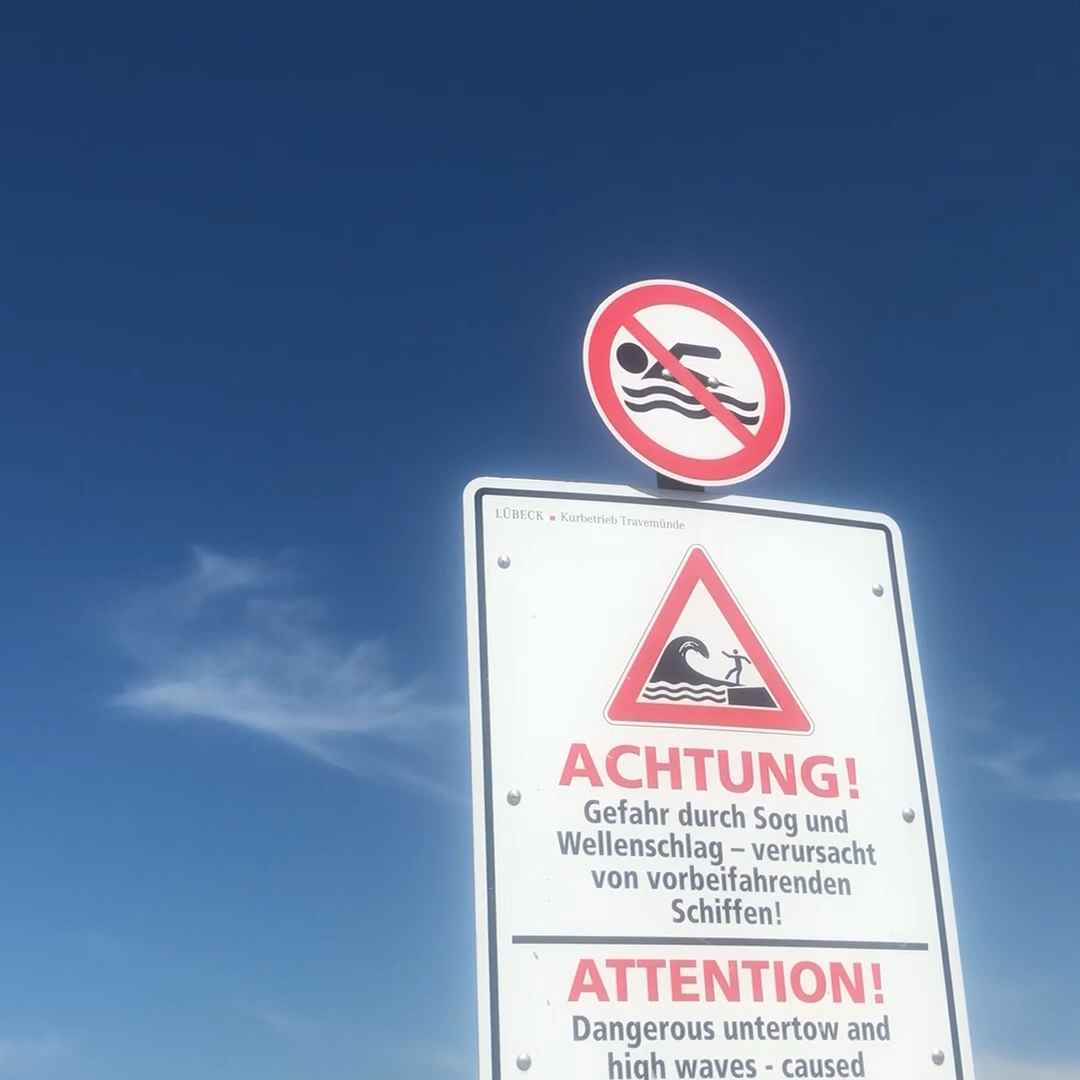 LÜBECK ▪ Kurbetrieb Travemünde
ACHTUNG!
Gefahr durch Sog und
Wellenschlag – verursacht
von vorbeifahrenden
Schiffen!
ATTENTION!
Dangerous untertow and
high waves - caused